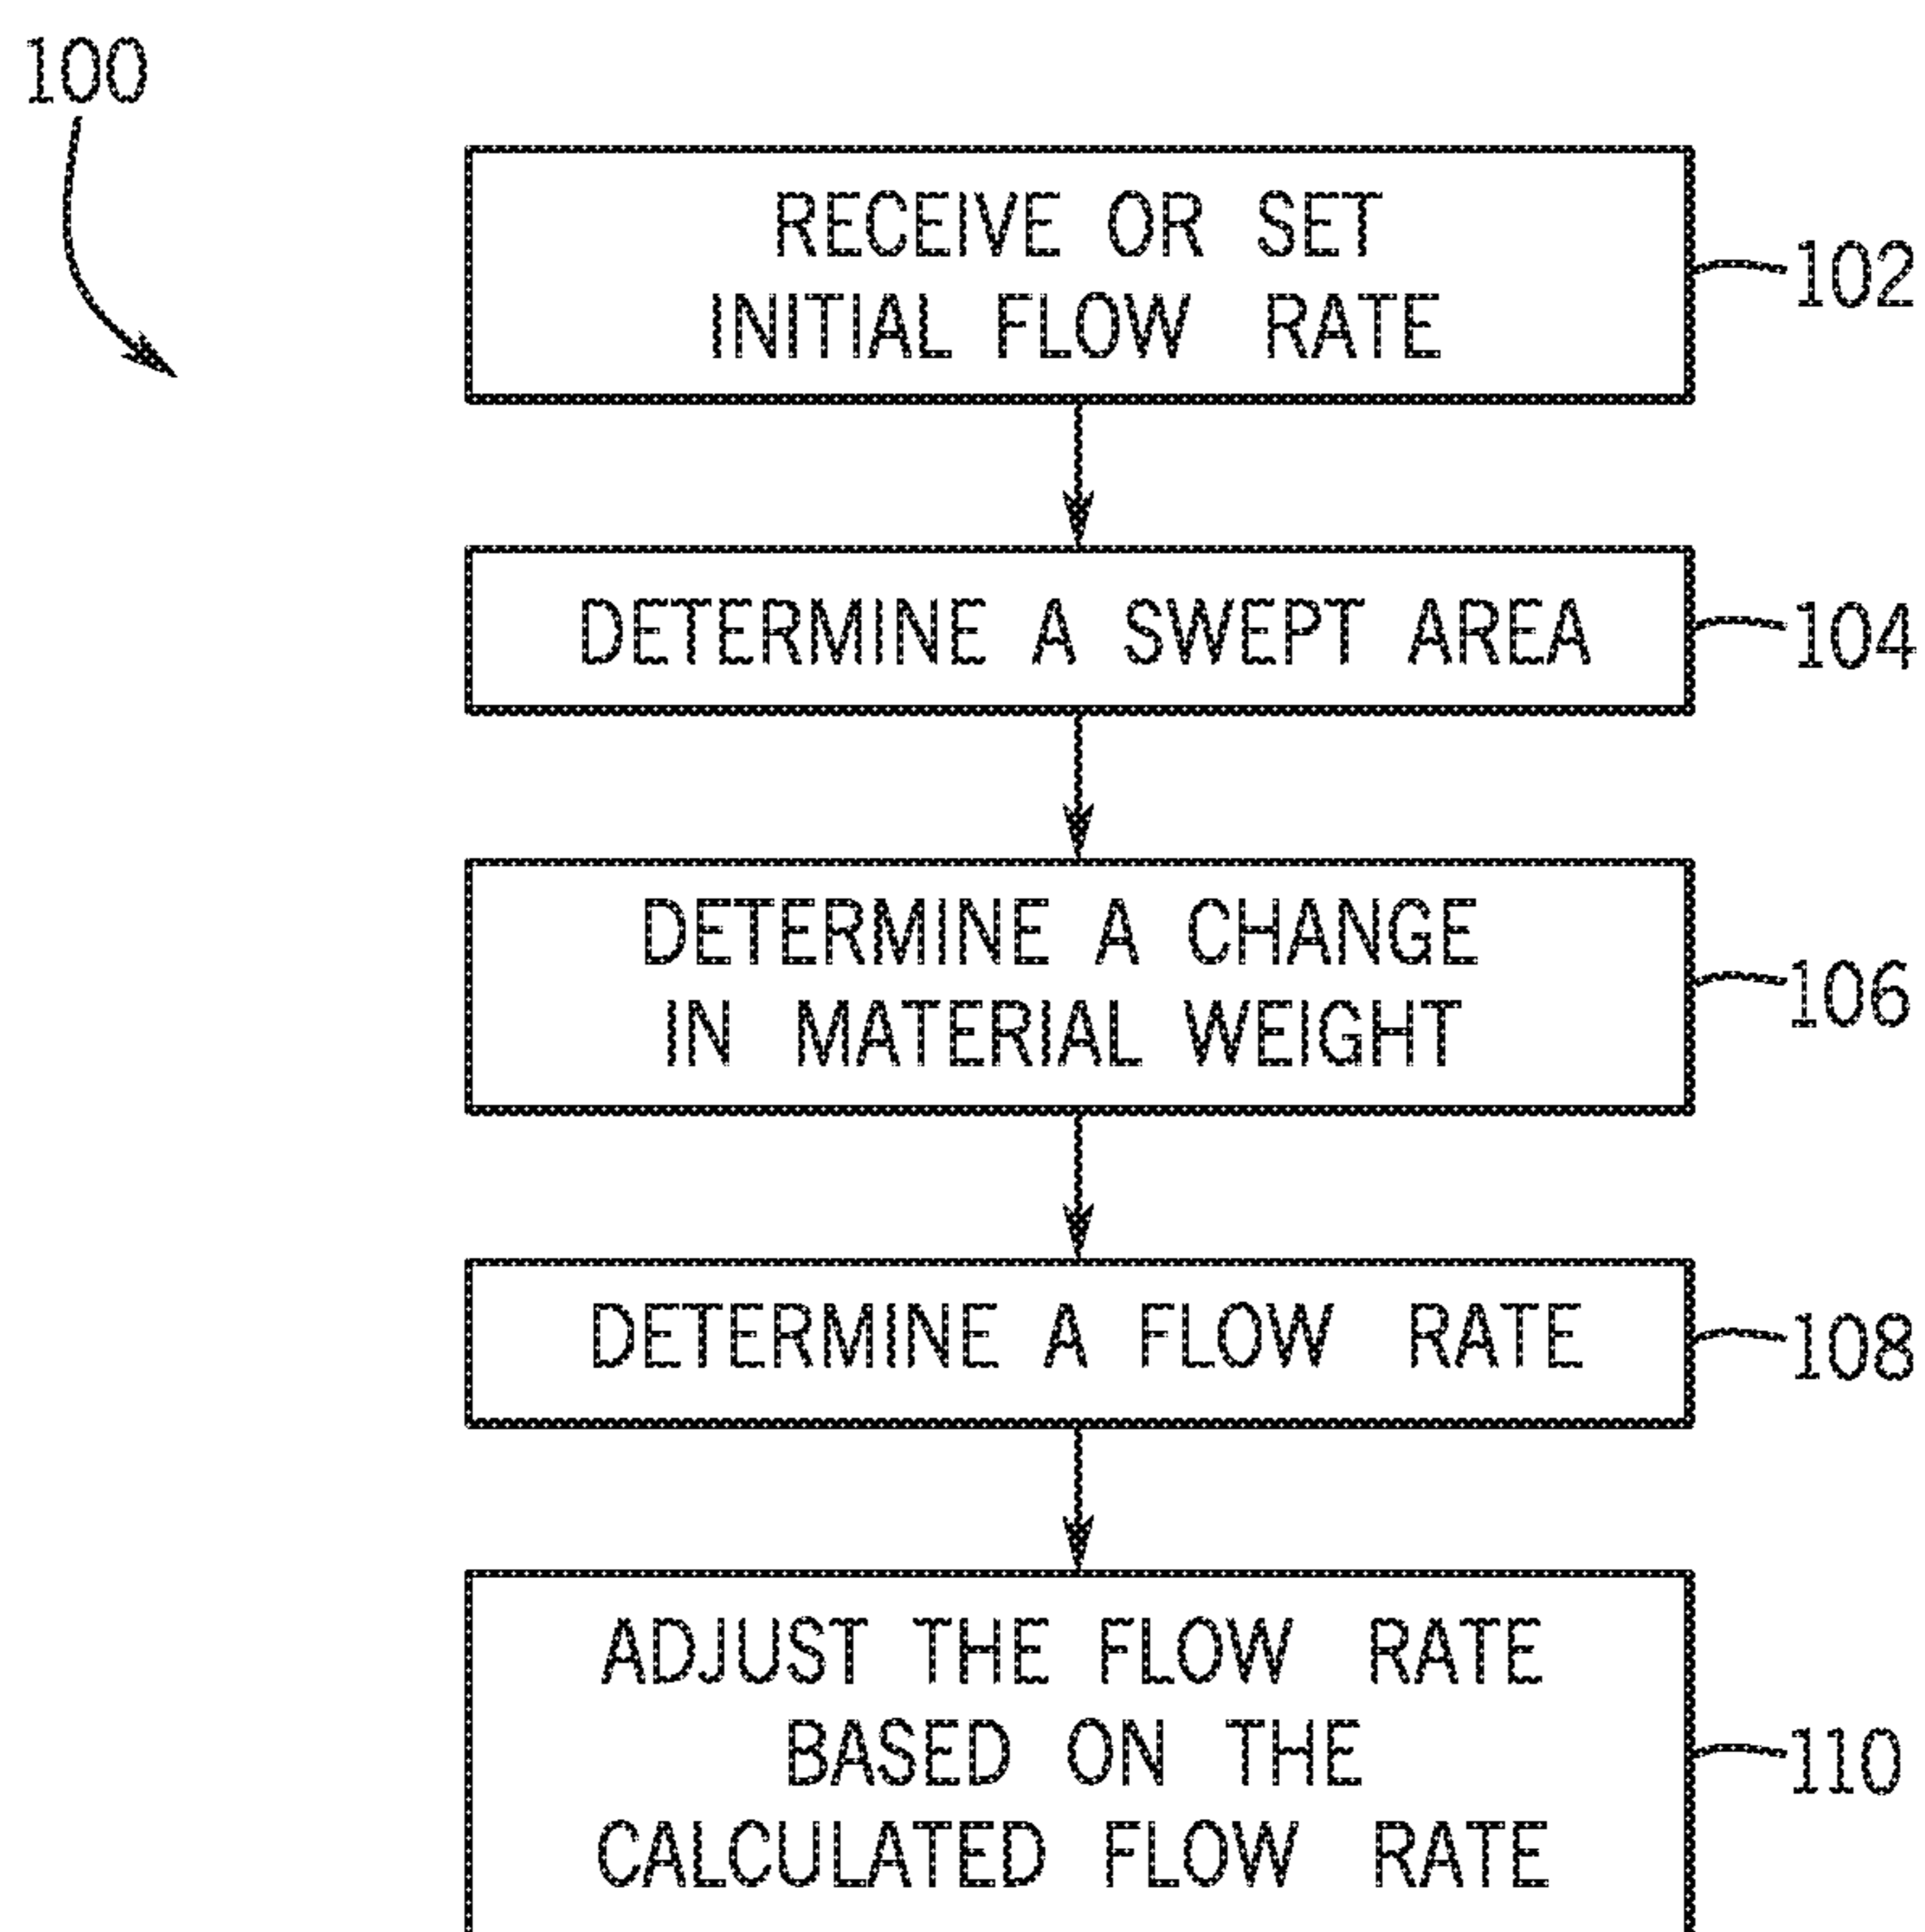 100
RECEIVE OR SET
INITIAL FLOW RATE
102
DETERMINE A SWEPT AREA
104
DETERMINE A CHANGE
IN MATERIAL WEIGHT
106
DETERMINE A FLOW RATE
108
ADJUST THE FLOW RATE
BASED ON THE
CALCULATED FLOW RATE
110